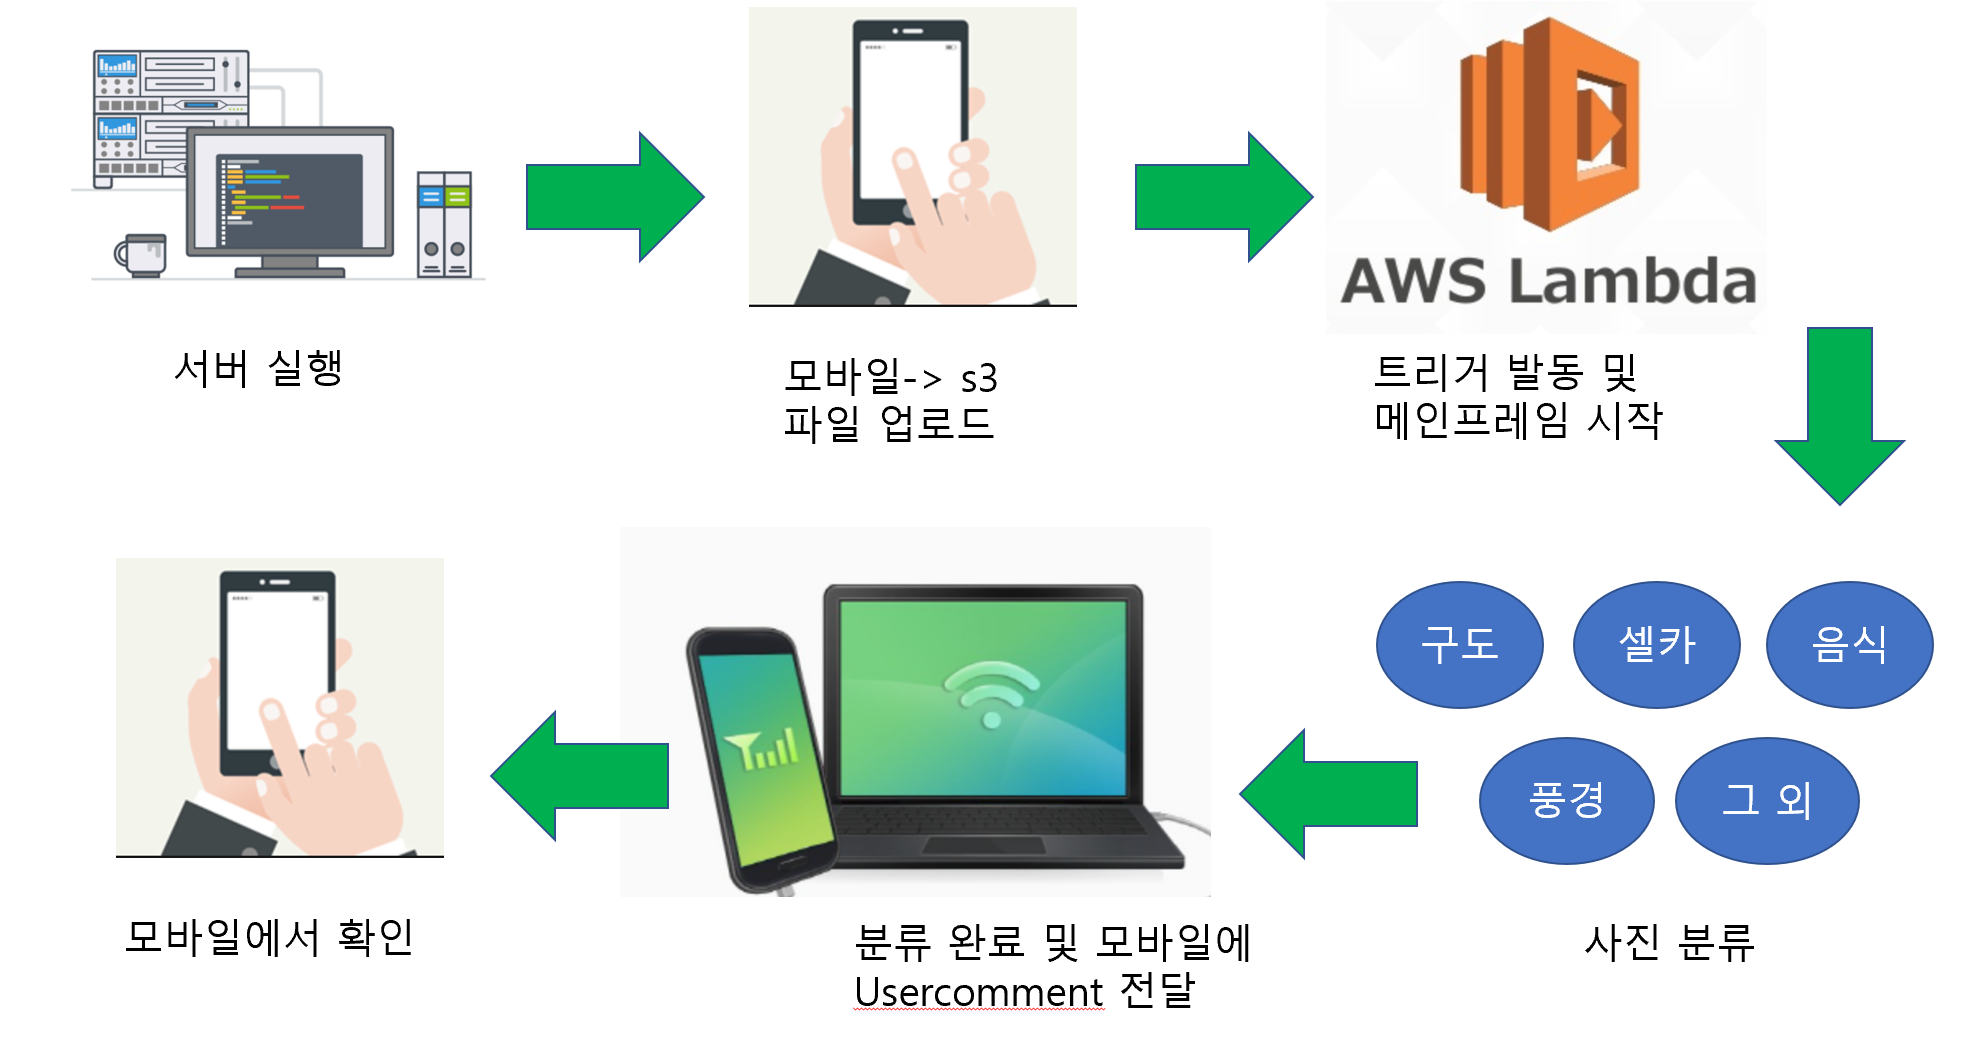 AWS Lambda
서버 실행
모바일-> s3
파일 업로드
트리거 발동 및
메인프레임 시작
구도
셀카
음식
풍경
그 외
모바일에서 확인
분류 완료 및 모바일에
Usercomment 전달
사진 분류